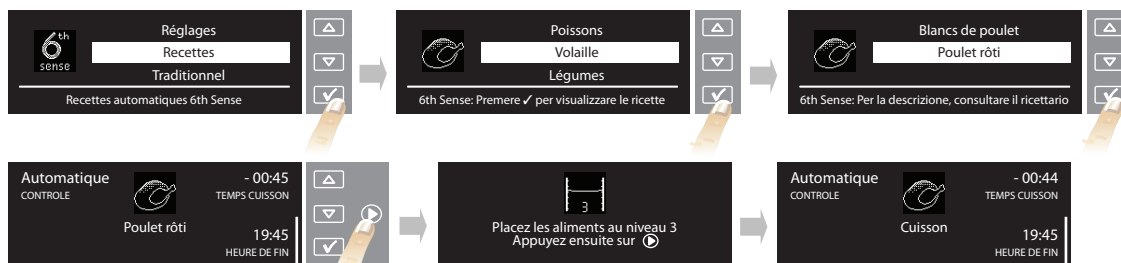 6th sense
Réglages
Recettes
Traditionnel
Recettes automatiques 6th Sense
Poissons
Volaille
Légumes
6th Sense: Premere ✓ per visualizzare le ricette
Blancs de poulet
Poulet rôti
6th Sense: Per la descrizione, consultare il ricettario
Automatique
CONTROLE
Poulet rôti
- 00:45
TEMPS CUISSON
19:45
HEURE DE FIN
3
Placez les aliments au niveau 3
Appuyez ensuite sur
Automatique
CONTROLE
Cuisson
- 00:44
TEMPS CUISSON
19:45
HEURE DE FIN